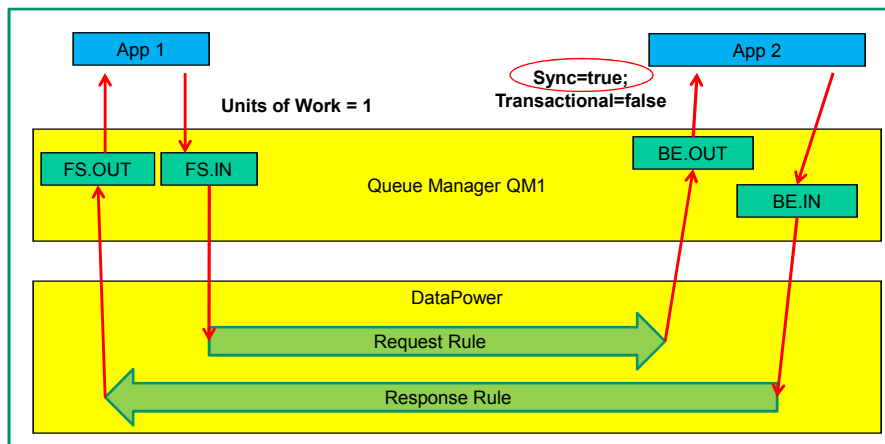 App 1
App 2
Sync=true;
Transactional=false
Units of Work = 1
FS.OUT
FS.IN
BE.OUT
Queue Manager QM1
BE.IN
DataPower
Request Rule
Response Rule